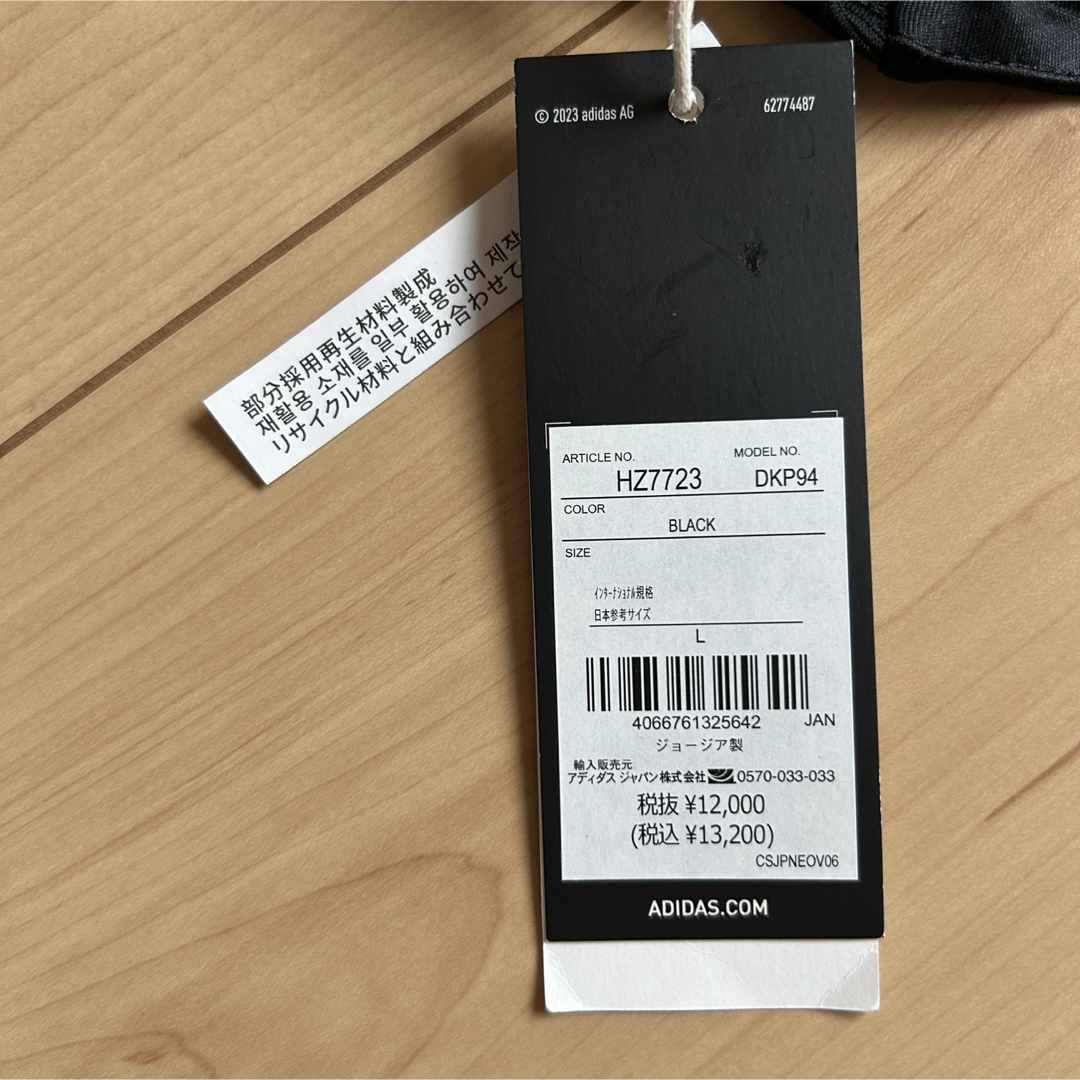 © 2023 adidas AG 62774487
部分採用再生材料製成
재활용 소재를 일부 활용하여 제작
リサイクル材料と組み合わせて
ARTICLE NO. MODEL NO.
HZ7723 DKP94
COLOR
BLACK
SIZE
インターナショナル規格
日本参考サイズ
L
4066761325642 JAN
ジョージア製
輸入販売元
アディダス ジャパン株式会社 0570-033-033
税抜 ¥12,000
(税込 ¥13,200)
CSJPNEOV06
ADIDAS.COM